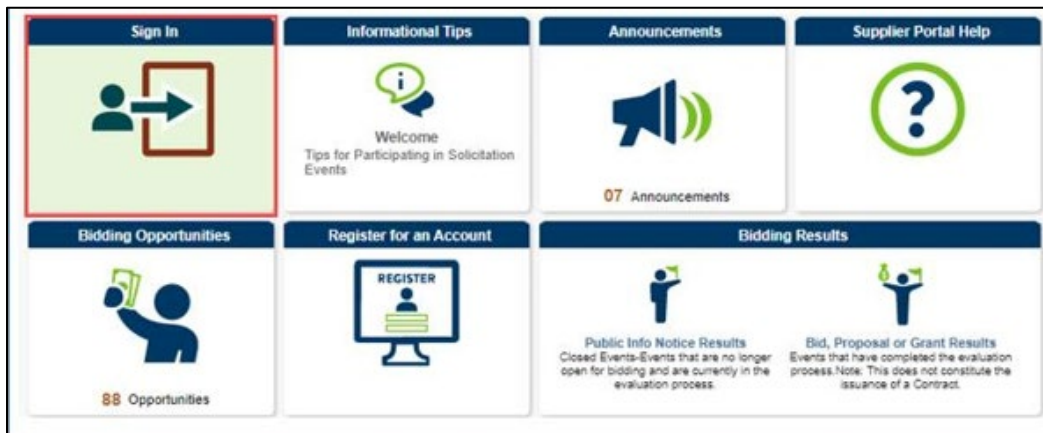 Sign In
Informational Tips
Welcome
Tips for Participating in Solicitation
Events
Announcements
07 Announcements
Supplier Portal Help
?
Bidding Opportunities
88 Opportunities
Register for an Account
REGISTER
Bidding Results
Public Info Notice Results
Closed Events-Events that are no longer
open for bidding and are currently in the
evaluation process.
Bid, Proposal or Grant Results
Events that have completed the evaluation
process.Note: This does not constitute the
issuance of a Contract.